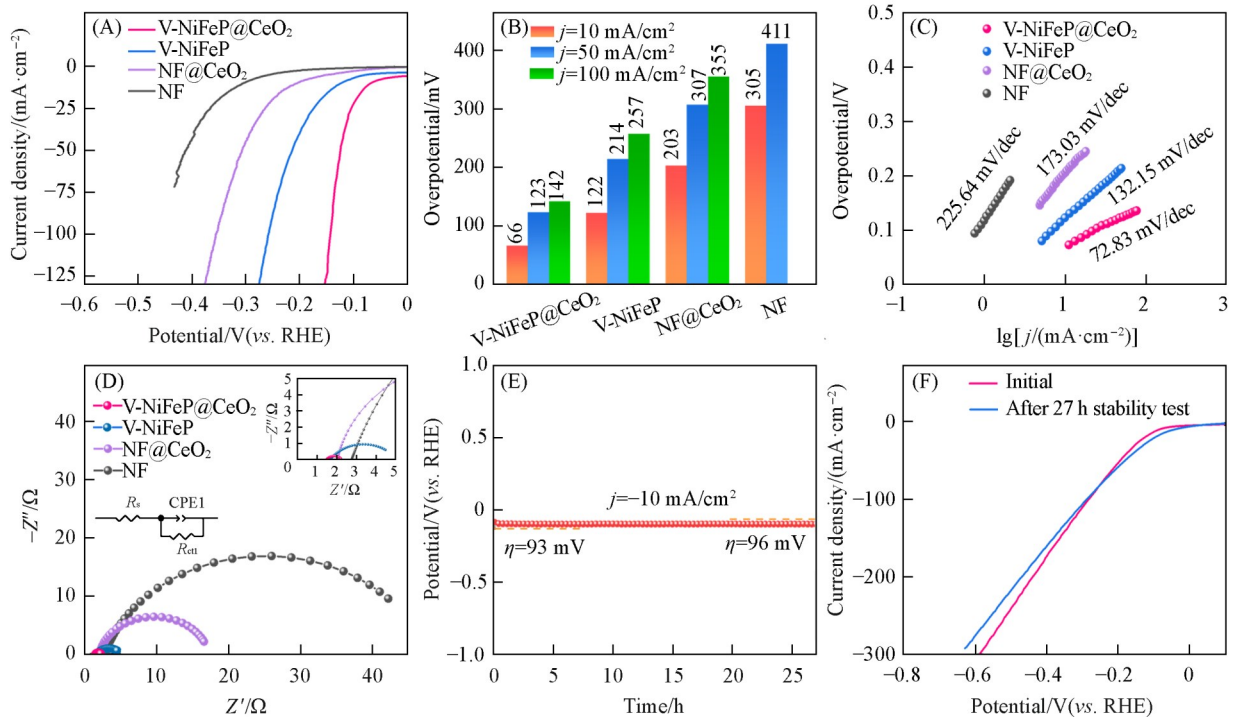 (A)
V-NiFeP@CeO₂
V-NiFeP
NF@CeO₂
NF
0
−25
−50
−75
−100
−125
Current density/(mA·cm⁻²)
−0.6
−0.5
−0.4
−0.3
−0.2
−0.1
0
Potential/V(vs. RHE)
(B)
j=10 mA/cm²
j=50 mA/cm²
j=100 mA/cm²
400
300
200
100
0
Overpotential/mV
66
123
142
122
214
257
203
307
355
305
411
V-NiFeP@CeO₂
V-NiFeP
NF@CeO₂
NF
(C)
V-NiFeP@CeO₂
V-NiFeP
NF@CeO₂
NF
0.5
0.4
0.3
0.2
0.1
0
Overpotential/V
225.64 mV/dec
173.03 mV/dec
132.15 mV/dec
72.83 mV/dec
−1
0
1
2
3
lg[j/(mA·cm⁻²)]
(D)
V-NiFeP@CeO₂
V-NiFeP
NF@CeO₂
NF
40
30
20
10
0
−Z″/Ω
5
4
3
2
1
0
−Z″/Ω
1
2
3
4
5
Z′/Ω
Rs
CPE1
Rctt
0
10
20
30
40
Z′/Ω
(E)
1.0
0.5
0
−0.5
−1.0
Potential/V(vs. RHE)
j=−10 mA/cm²
η=93 mV
η=96 mV
0
5
10
15
20
25
Time/h
(F)
Initial
After 27 h stability test
0
−100
−200
−300
Current density/(mA·cm⁻²)
−0.8
−0.6
−0.4
−0.2
0
Potential/V(vs. RHE)